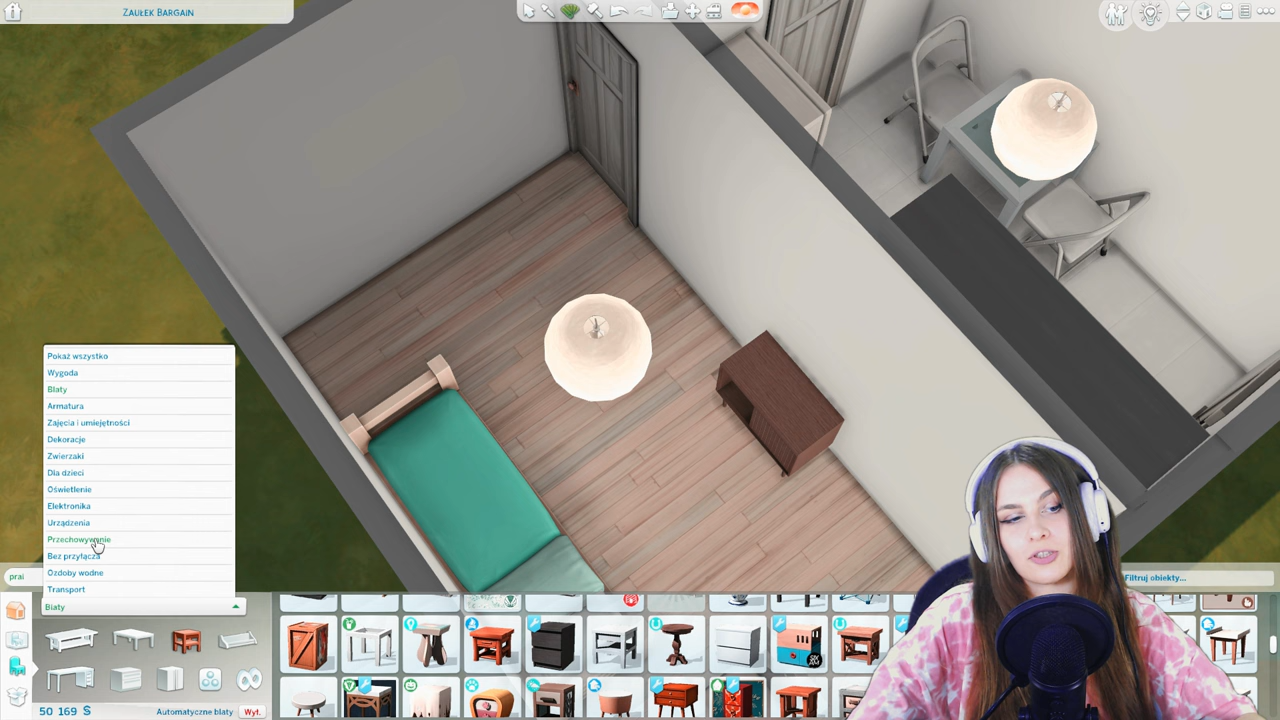 Zaułek Bargain
Pokaż wszystko
Wygoda
Blaty
Armatura
Zajęcia i umiejętności
Dekoracje
Zwierzaki
Dla dzieci
Oświetlenie
Elektronika
Urządzenia
Przechowywanie
Bez przyłącza
Ozdoby wodne
Transport
prai
Filtruj obiekty...
Blaty
50 169 $
Automatyczne blaty
Wył.